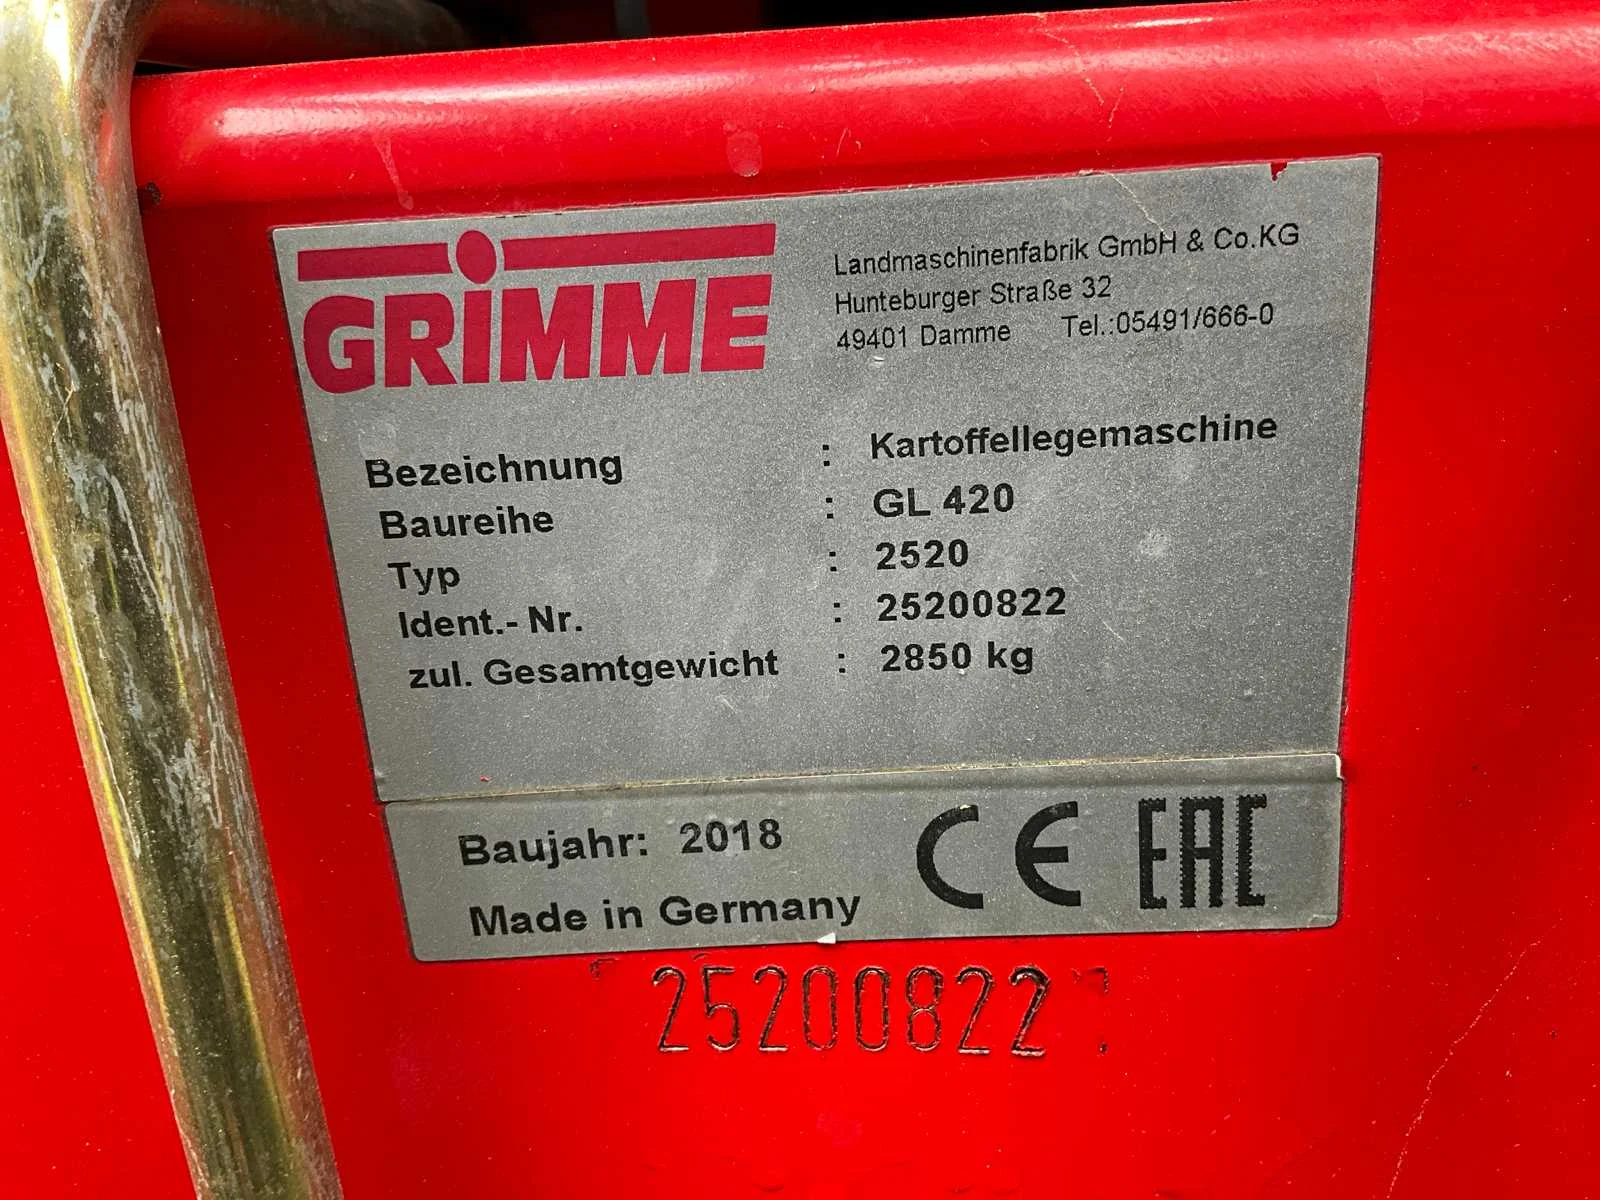 GRIMME
Landmaschinenfabrik GmbH & Co.KG
Hunteburger Straße 32
49401 Damme Tel.:05491/666-0
Bezeichnung : Kartoffellegemaschine
Baureihe : GL 420
Typ : 2520
Ident.- Nr. : 25200822
zul. Gesamtgewicht : 2850 kg
Baujahr: 2018 CE EAC
Made in Germany
25200822